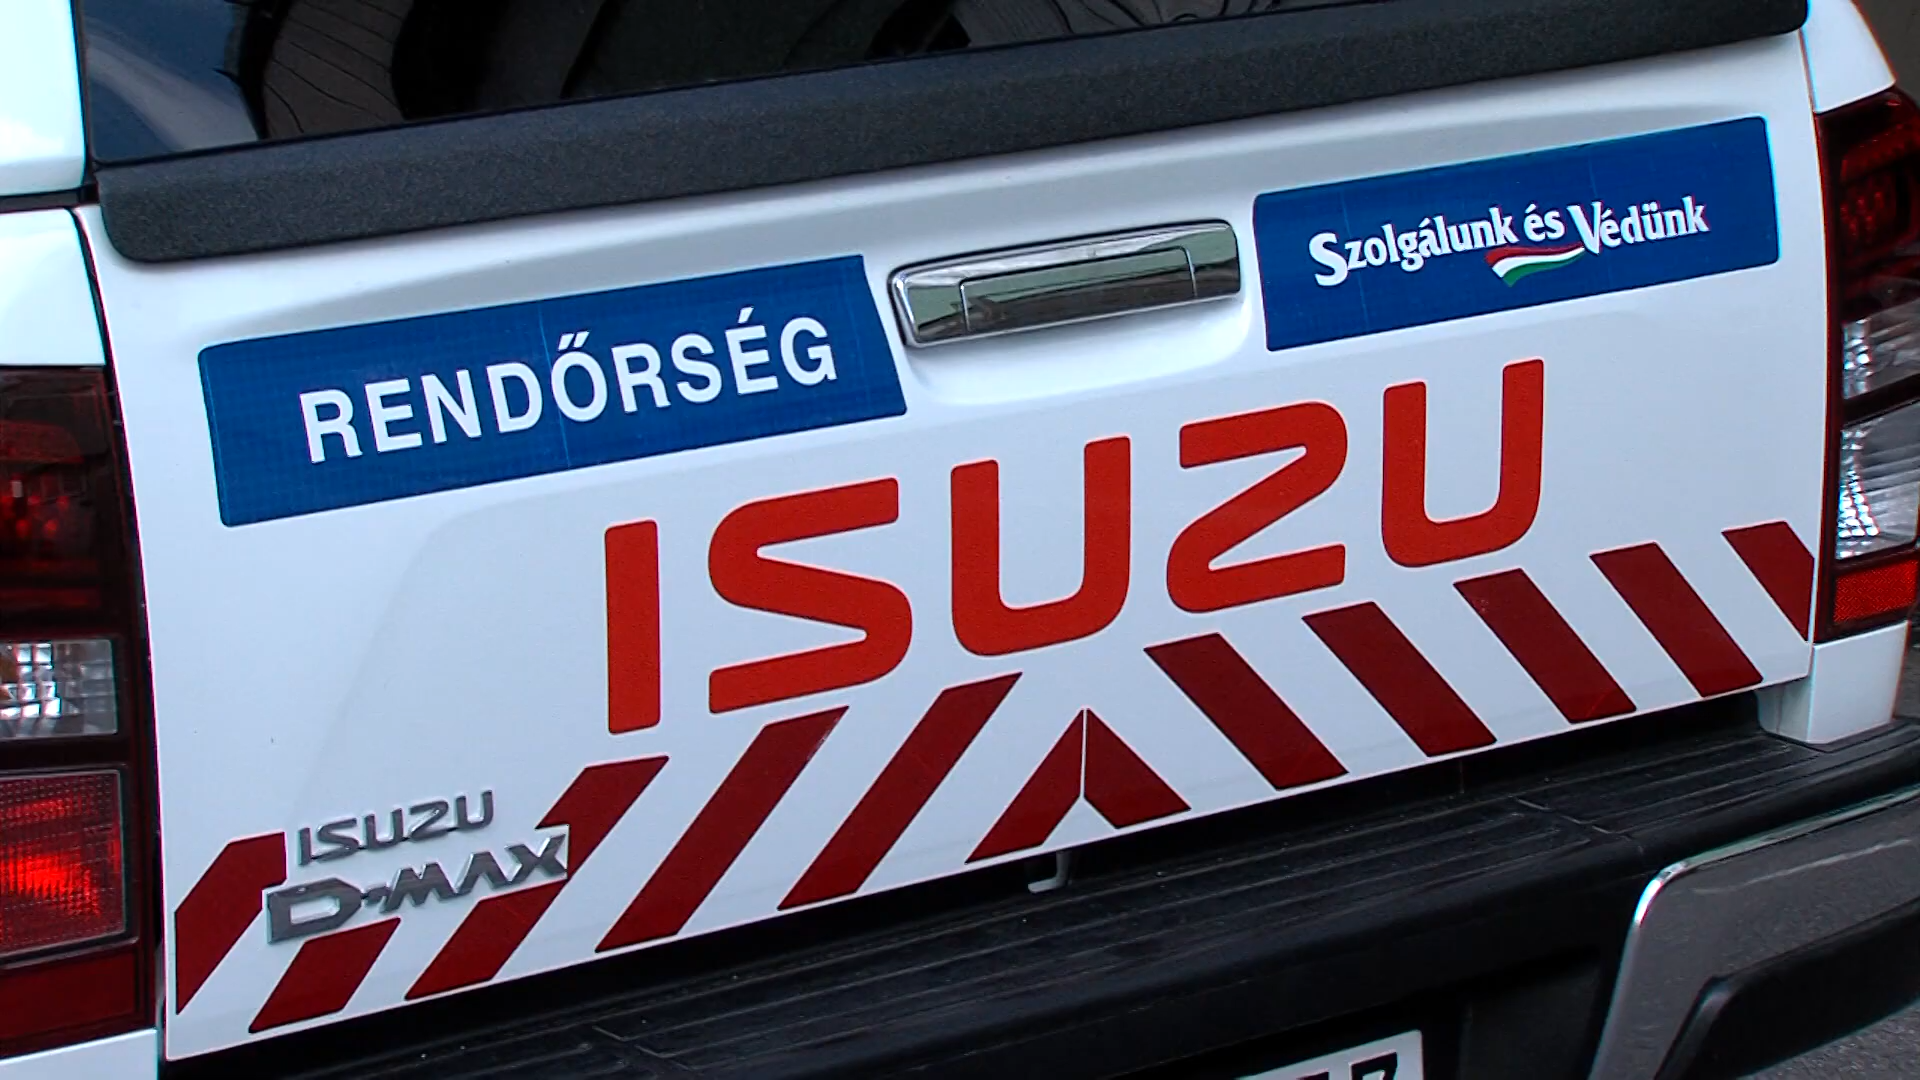 RENDŐRSÉG
Szolgálunk és Védünk
ISUZU
ISUZU
D-MAX